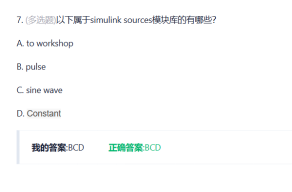 7. (多选题)以下属于simulink sources模块库的有哪些?
A. to workshop
B. pulse
C. sine wave
D. Constant
我的答案:BCD 正确答案:BCD